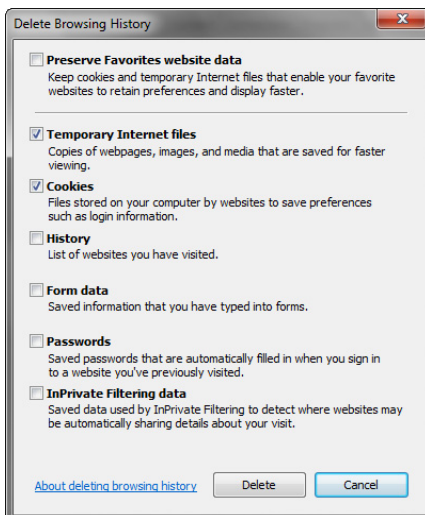 Delete Browsing History
Preserve Favorites website data
Keep cookies and temporary Internet files that enable your favorite
websites to retain preferences and display faster.
Temporary Internet files
Copies of webpages, images, and media that are saved for faster
viewing.
Cookies
Files stored on your computer by websites to save preferences
such as login information.
History
List of websites you have visited.
Form data
Saved information that you have typed into forms.
Passwords
Saved passwords that are automatically filled in when you sign in
to a website you've previously visited.
InPrivate Filtering data
Saved data used by InPrivate Filtering to detect where websites may
be automatically sharing details about your visit.
About deleting browsing history Delete Cancel